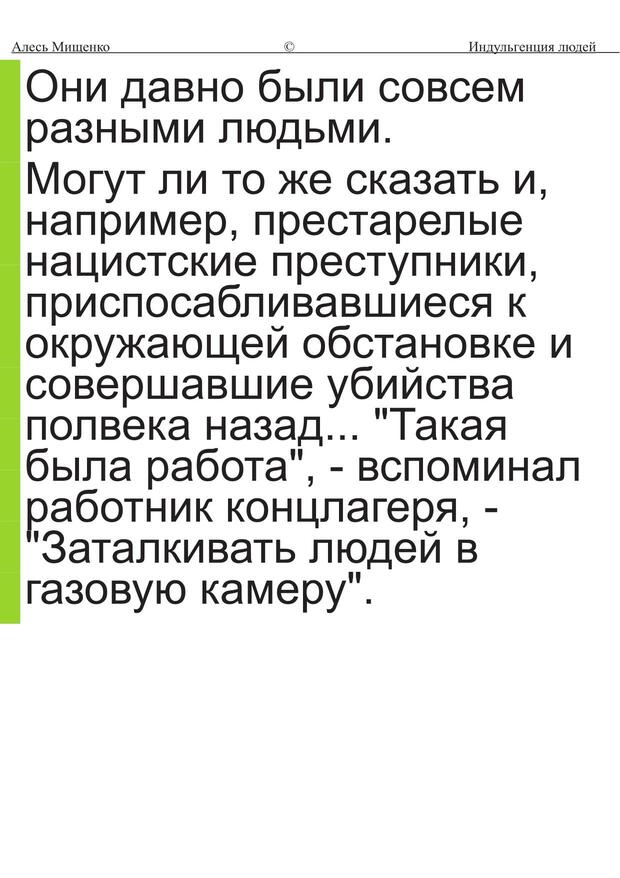 Алесь Мищенко © Индульгенция людей
Они давно были совсем
разными людьми.
Могут ли то же сказать и,
например, престарелые
нацистские преступники,
приспосабливавшиеся к
окружающей обстановке и
совершавшие убийства
полвека назад... "Такая
была работа", - вспоминал
работник концлагеря, -
"Заталкивать людей в
газовую камеру".